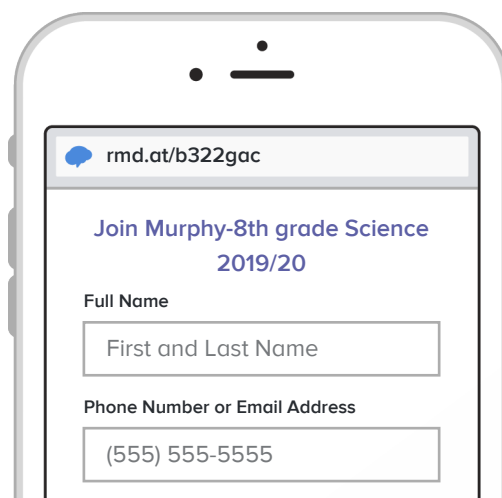 rmd.at/b322gac
Join Murphy-8th grade Science
2019/20
Full Name
First and Last Name
Phone Number or Email Address
(555) 555-5555